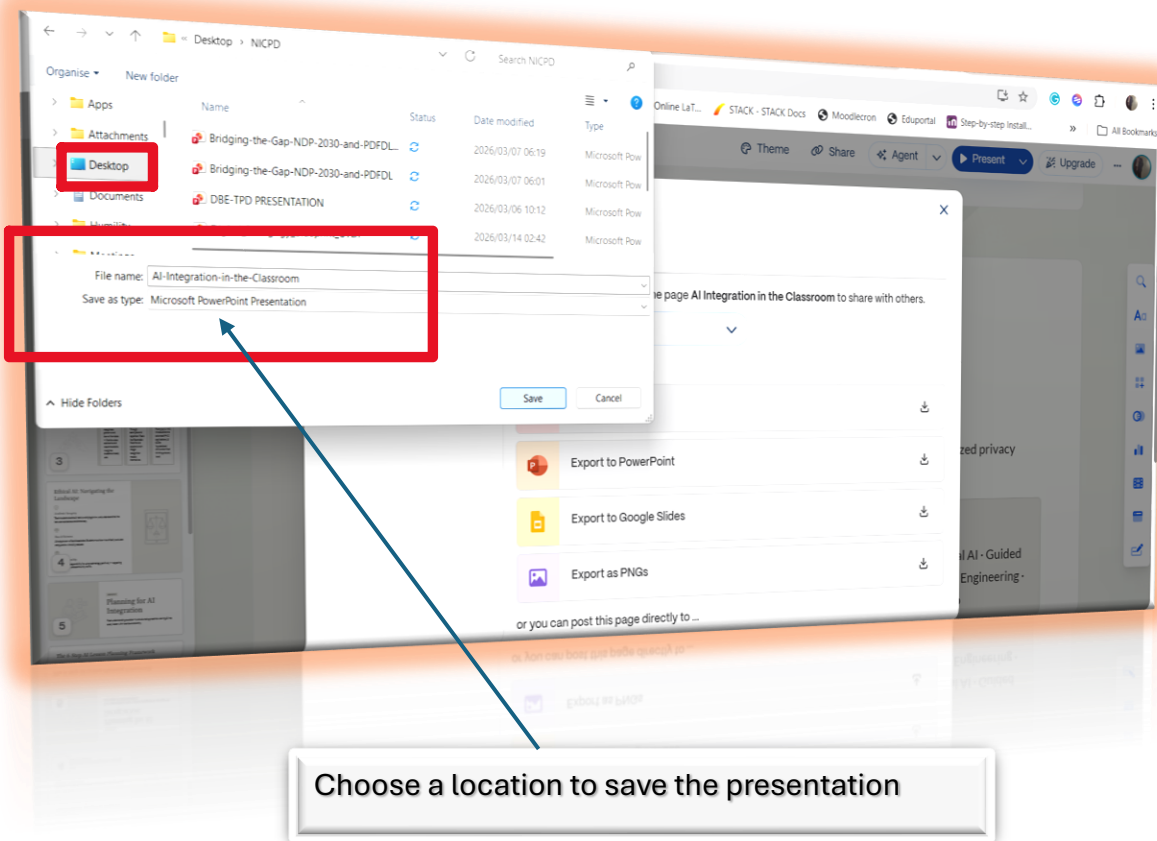 Desktop › NICPD
Search NICPD
Organise
New folder
Name
Status
Date modified
Type
Apps
Attachments
Desktop
Documents
Bridging-the-Gap-NDP-2030-and-PDFDL... 2026/03/07 06:19 Microsoft Pow
Bridging-the-Gap-NDP-2030-and-PDFDL 2026/03/07 06:01 Microsoft Pow
DBE-TPD PRESENTATION 2026/03/06 10:12 Microsoft Pow
2026/03/14 02:42 Microsoft Pow
File name: AI-Integration-in-the-Classroom
Save as type: Microsoft PowerPoint Presentation
Hide Folders
Save
Cancel
Online LaT...
STACK - STACK Docs
Moodlecron
Eduportal
Step-by-step Install...
»
All Bookmarks
Theme
Share
Agent
Present
Upgrade
X
page AI Integration in the Classroom to share with others.
Export to PowerPoint
Export to Google Slides
Export as PNGs
or you can post this page directly to ...
zed privacy
al AI - Guided
Engineering -
3
Ethical AI: Navigating the
Landscape
4
Planning for AI
Integration
5
Choose a location to save the presentation